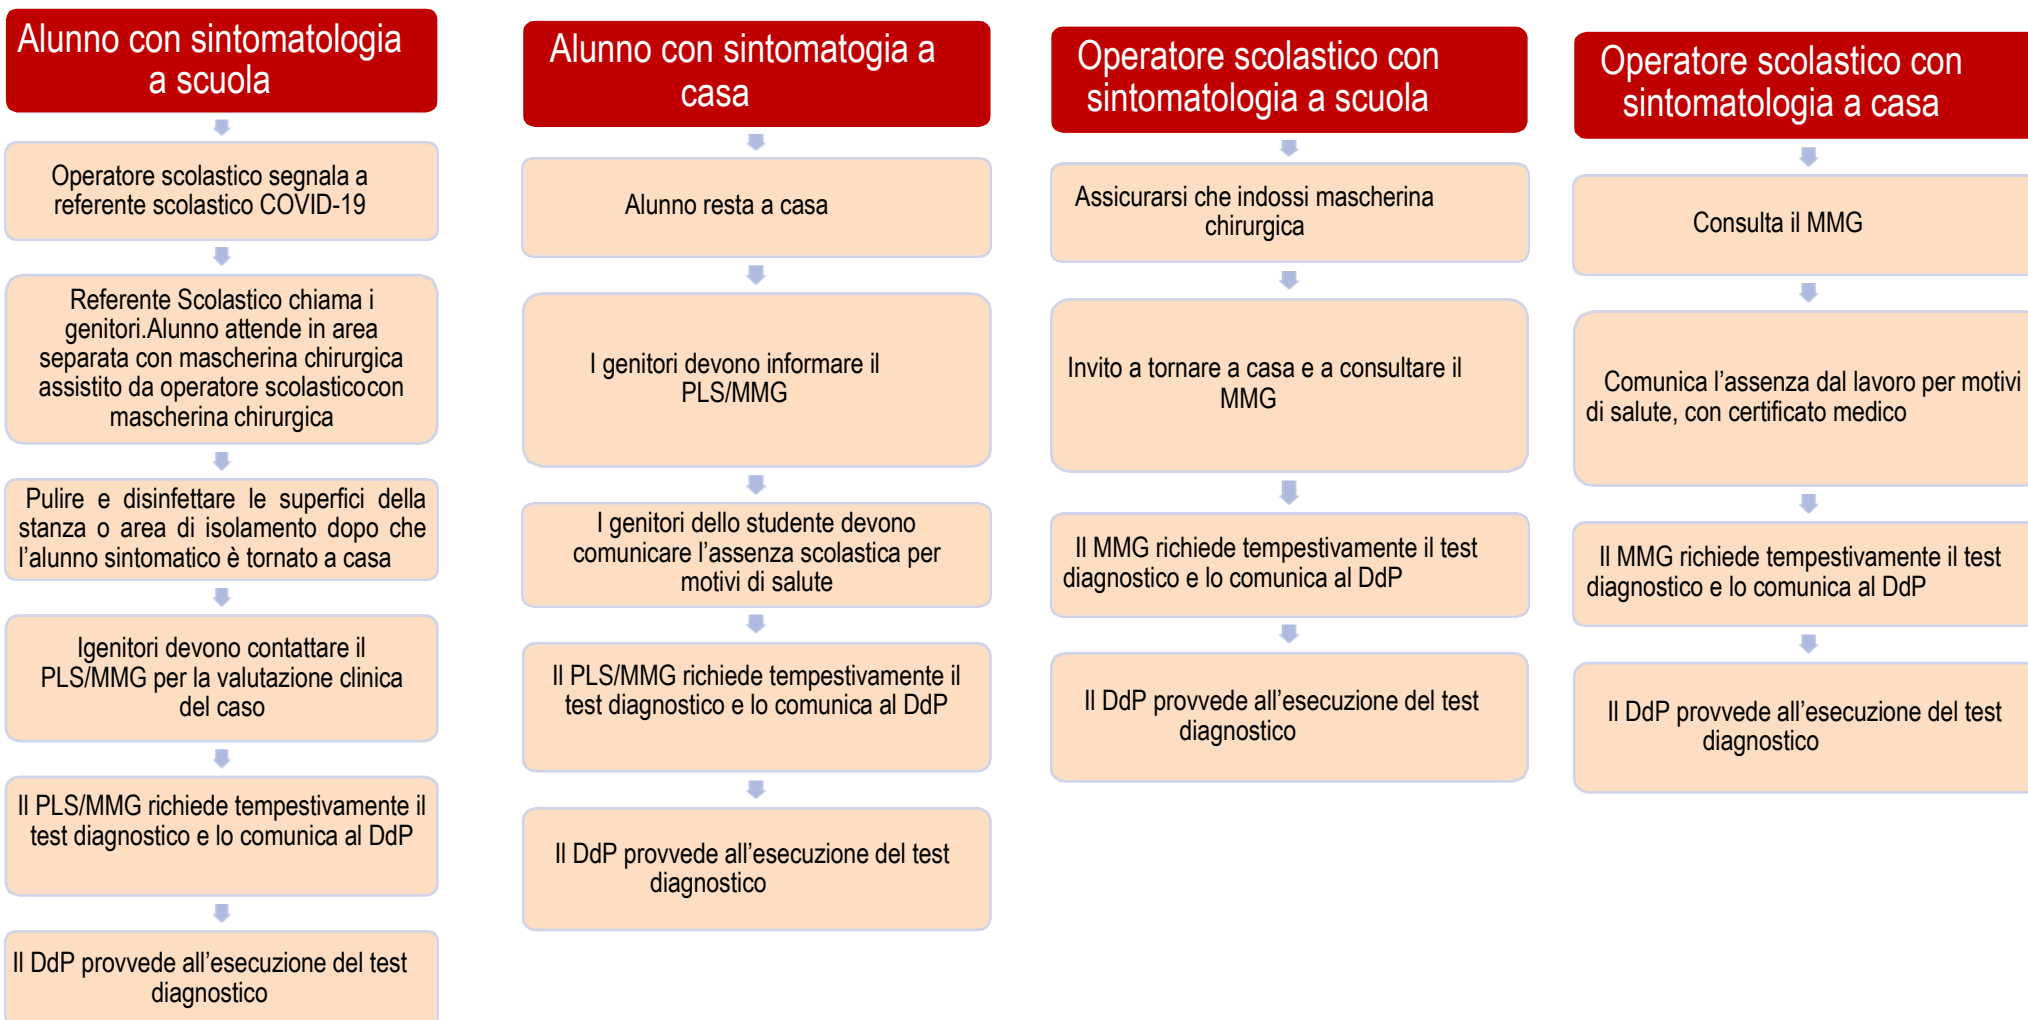 Alunno con sintomatologia
a scuola
Operatore scolastico segnala a
referente scolastico COVID-19
Referente Scolastico chiama i
genitori.Alunno attende in area
separata con mascherina chirurgica
assistito da operatore scolasticocon
mascherina chirurgica
Pulire e disinfettare le superfici della
stanza o area di isolamento dopo che
l’alunno sintomatico è tornato a casa
Igenitori devono contattare il
PLS/MMG per la valutazione clinica
del caso
Il PLS/MMG richiede tempestivamente il
test diagnostico e lo comunica al DdP
Il DdP provvede all’esecuzione del test
diagnostico
Alunno con sintomatogia a
casa
Alunno resta a casa
I genitori devono informare il
PLS/MMG
I genitori dello studente devono
comunicare l’assenza scolastica per
motivi di salute
Il PLS/MMG richiede tempestivamente il
test diagnostico e lo comunica al DdP
Il DdP provvede all’esecuzione del test
diagnostico
Operatore scolastico con
sintomatologia a scuola
Assicurarsi che indossi mascherina
chirurgica
Invito a tornare a casa e a consultare il
MMG
Il MMG richiede tempestivamente il test
diagnostico e lo comunica al DdP
Il DdP provvede all’esecuzione del test
diagnostico
Operatore scolastico con
sintomatologia a casa
Consulta il MMG
Comunica l’assenza dal lavoro per motivi
di salute, con certificato medico
Il MMG richiede tempestivamente il test
diagnostico e lo comunica al DdP
Il DdP provvede all’esecuzione del test
diagnostico